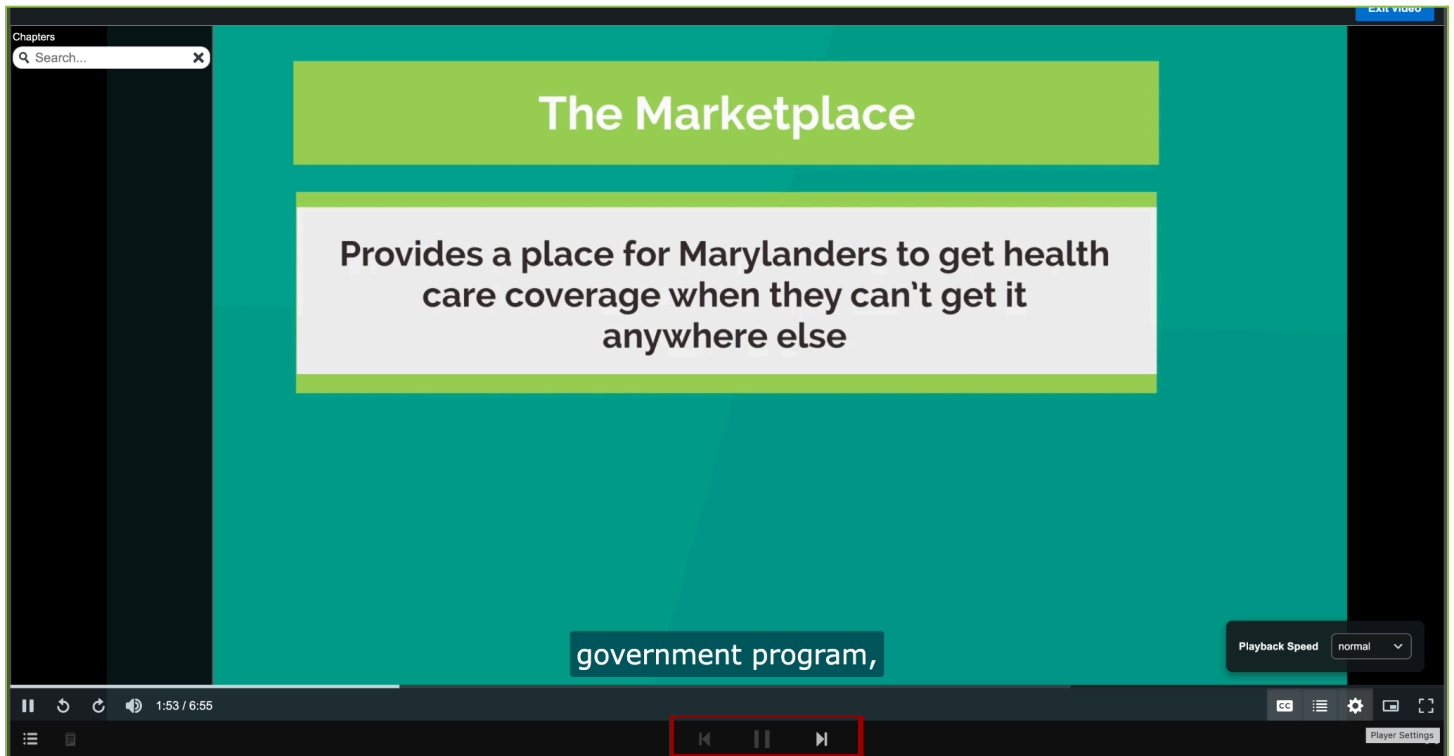 Exit Video
Chapters
Search...
The Marketplace
Provides a place for Marylanders to get health
care coverage when they can't get it
anywhere else
government program,
Playback Speed normal
1:53 / 6:55
CC
Player Settings